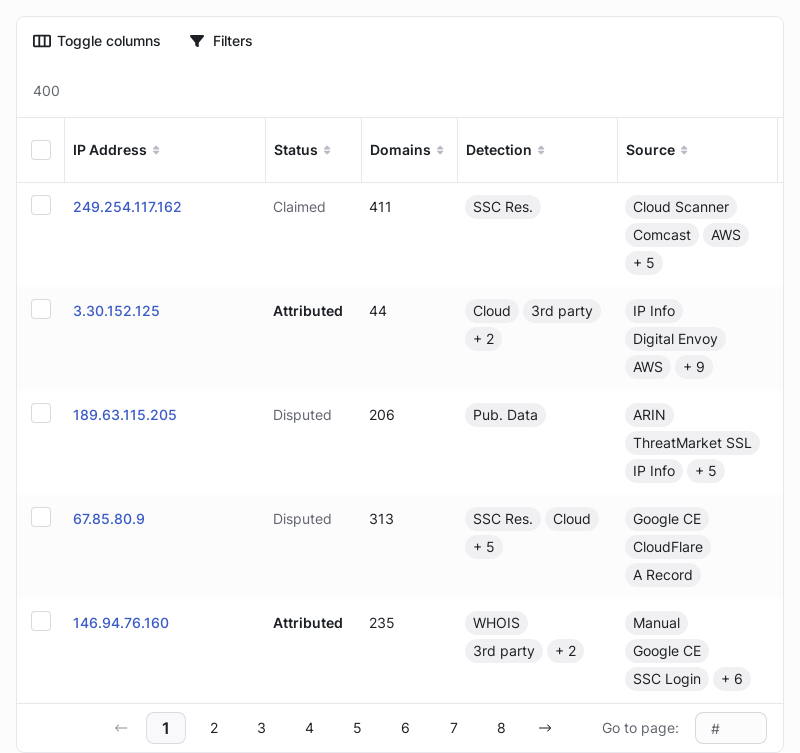 Toggle columns Filters
400
IP Address Status Domains Detection Source
249.254.117.162 Claimed 411 SSC Res. Cloud Scanner
Comcast AWS
+ 5
3.30.152.125 Attributed 44 Cloud 3rd party IP Info
+ 2 Digital Envoy
AWS + 9
189.63.115.205 Disputed 206 Pub. Data ARIN
ThreatMarket SSL
IP Info + 5
67.85.80.9 Disputed 313 SSC Res. Cloud Google CE
+ 5 CloudFlare
A Record
146.94.76.160 Attributed 235 WHOIS Manual
3rd party + 2 Google CE
SSC Login + 6
← 1 2 3 4 5 6 7 8 → Go to page: #